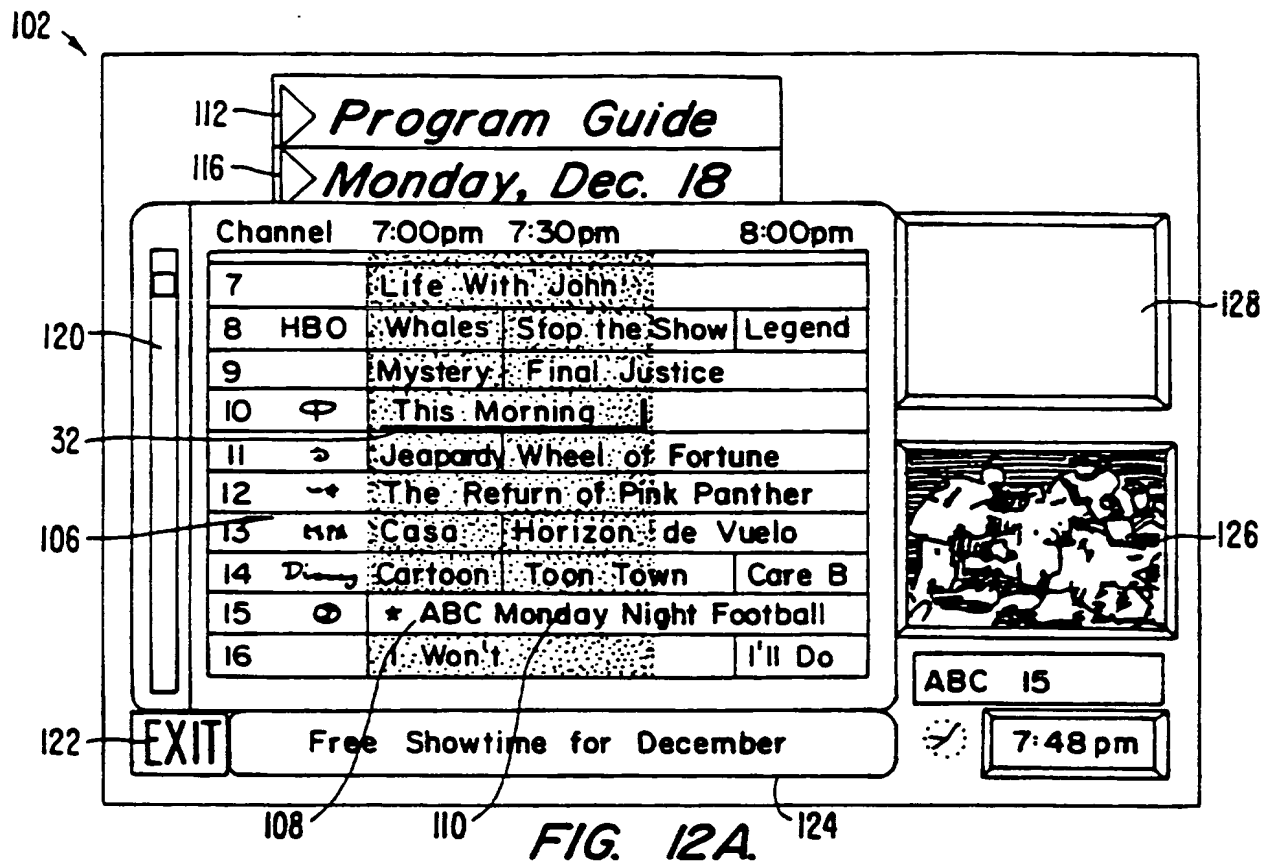 102
112 Program Guide
116 Monday, Dec. 18
Channel 7:00pm 7:30pm 8:00pm
7 Life With John
8 HBO Whales Stop the Show Legend
128
120
9 Mystery Final Justice
10 This Morning
32
11 Jeapardy Wheel of Fortune
12 The Return of Pink Panther
106
13 Casa Horizon de Vuelo
126
14 Disney Cartoon Toon Town Care B
15 * ABC Monday Night Football
16 I Won't I'll Do
ABC 15
122 EXIT Free Showtime for December 7:48 pm
108 110 124
FIG. 12A.